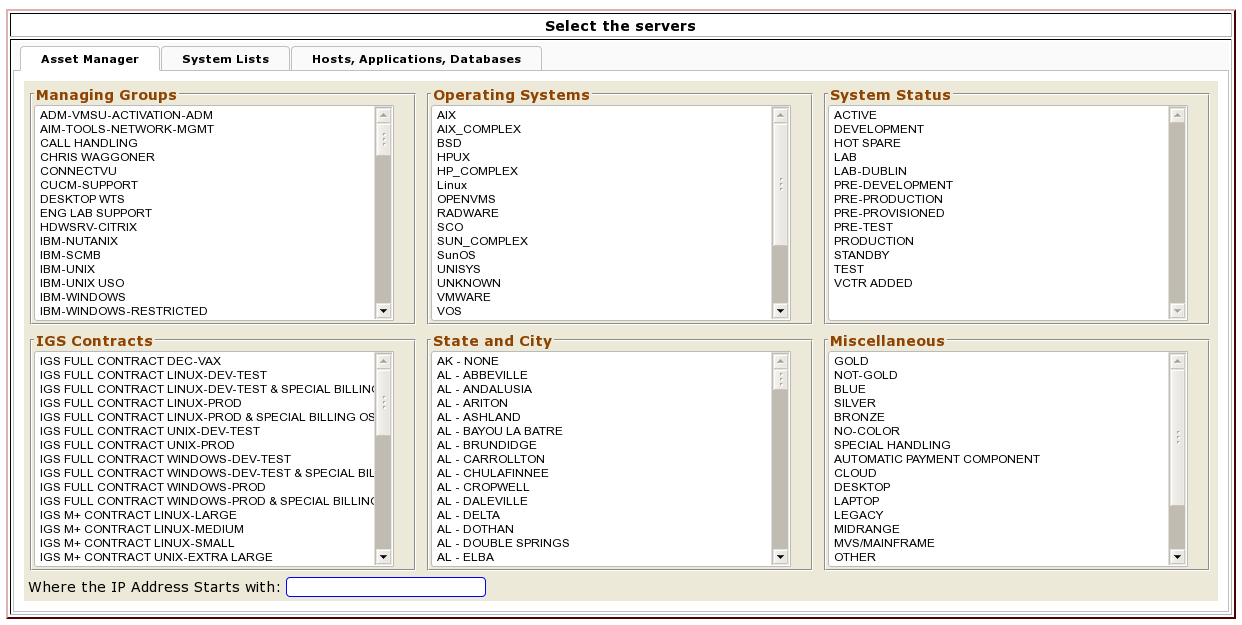 Select the servers
Asset Manager
System Lists
Hosts, Applications, Databases
Managing Groups
ADM-VMSU-ACTIVATION-ADM
AIM-TOOLS-NETWORK-MGMT
CALL HANDLING
CHRIS WAGGONER
CONNECTVU
CUCM-SUPPORT
DESKTOP WTS
ENG LAB SUPPORT
HDWSRV-CITRIX
IBM-NUTANIX
IBM-SCMB
IBM-UNIX
IBM-UNIX USO
IBM-WINDOWS
IBM-WINDOWS-RESTRICTED
Operating Systems
AIX
AIX_COMPLEX
BSD
HPUX
HP_COMPLEX
Linux
OPENVMS
RADWARE
SCO
SUN_COMPLEX
SunOS
UNISYS
UNKNOWN
VMWARE
VOS
System Status
ACTIVE
DEVELOPMENT
HOT SPARE
LAB
LAB-DUBLIN
PRE-DEVELOPMENT
PRE-PRODUCTION
PRE-PROVISIONED
PRE-TEST
PRODUCTION
STANDBY
TEST
VCTR ADDED
IGS Contracts
IGS FULL CONTRACT DEC-VAX
IGS FULL CONTRACT LINUX-DEV-TEST
IGS FULL CONTRACT LINUX-DEV-TEST & SPECIAL BILLING
IGS FULL CONTRACT LINUX-PROD
IGS FULL CONTRACT LINUX-PROD & SPECIAL BILLING OS
IGS FULL CONTRACT UNIX-DEV-TEST
IGS FULL CONTRACT UNIX-PROD
IGS FULL CONTRACT WINDOWS-DEV-TEST
IGS FULL CONTRACT WINDOWS-DEV-TEST & SPECIAL BIL
IGS FULL CONTRACT WINDOWS-PROD
IGS FULL CONTRACT WINDOWS-PROD & SPECIAL BILLING
IGS M+ CONTRACT LINUX-LARGE
IGS M+ CONTRACT LINUX-MEDIUM
IGS M+ CONTRACT LINUX-SMALL
IGS M+ CONTRACT UNIX-EXTRA LARGE
State and City
AK - NONE
AL - ABBEVILLE
AL - ANDALUSIA
AL - ARITON
AL - ASHLAND
AL - BAYOU LA BATRE
AL - BRUNDIDGE
AL - CARROLLTON
AL - CHULAFINNEE
AL - CROPWELL
AL - DALEVILLE
AL - DELTA
AL - DOTHAN
AL - DOUBLE SPRINGS
AL - ELBA
Miscellaneous
GOLD
NOT-GOLD
BLUE
SILVER
BRONZE
NO-COLOR
SPECIAL HANDLING
AUTOMATIC PAYMENT COMPONENT
CLOUD
DESKTOP
LAPTOP
LEGACY
MIDRANGE
MVS/MAINFRAME
OTHER
Where the IP Address Starts with: